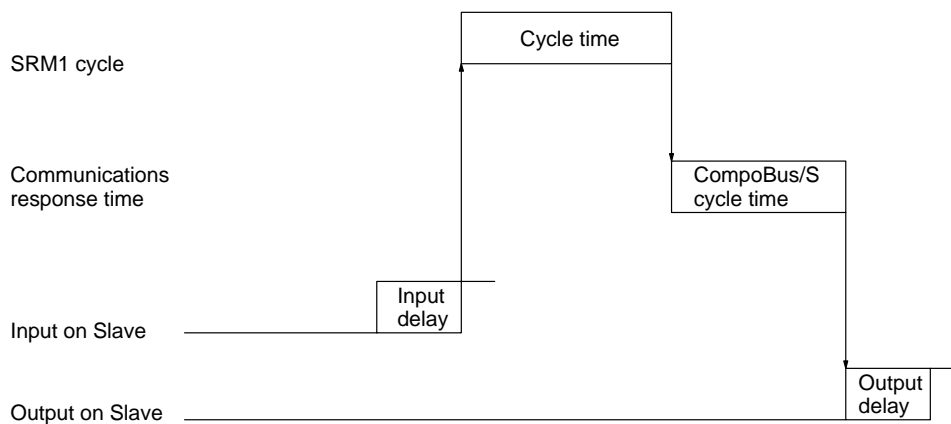 Cycle time
SRM1 cycle
Communications
response time
CompoBus/S
cycle time
Input
delay
Input on Slave
Output
delay
Output on Slave